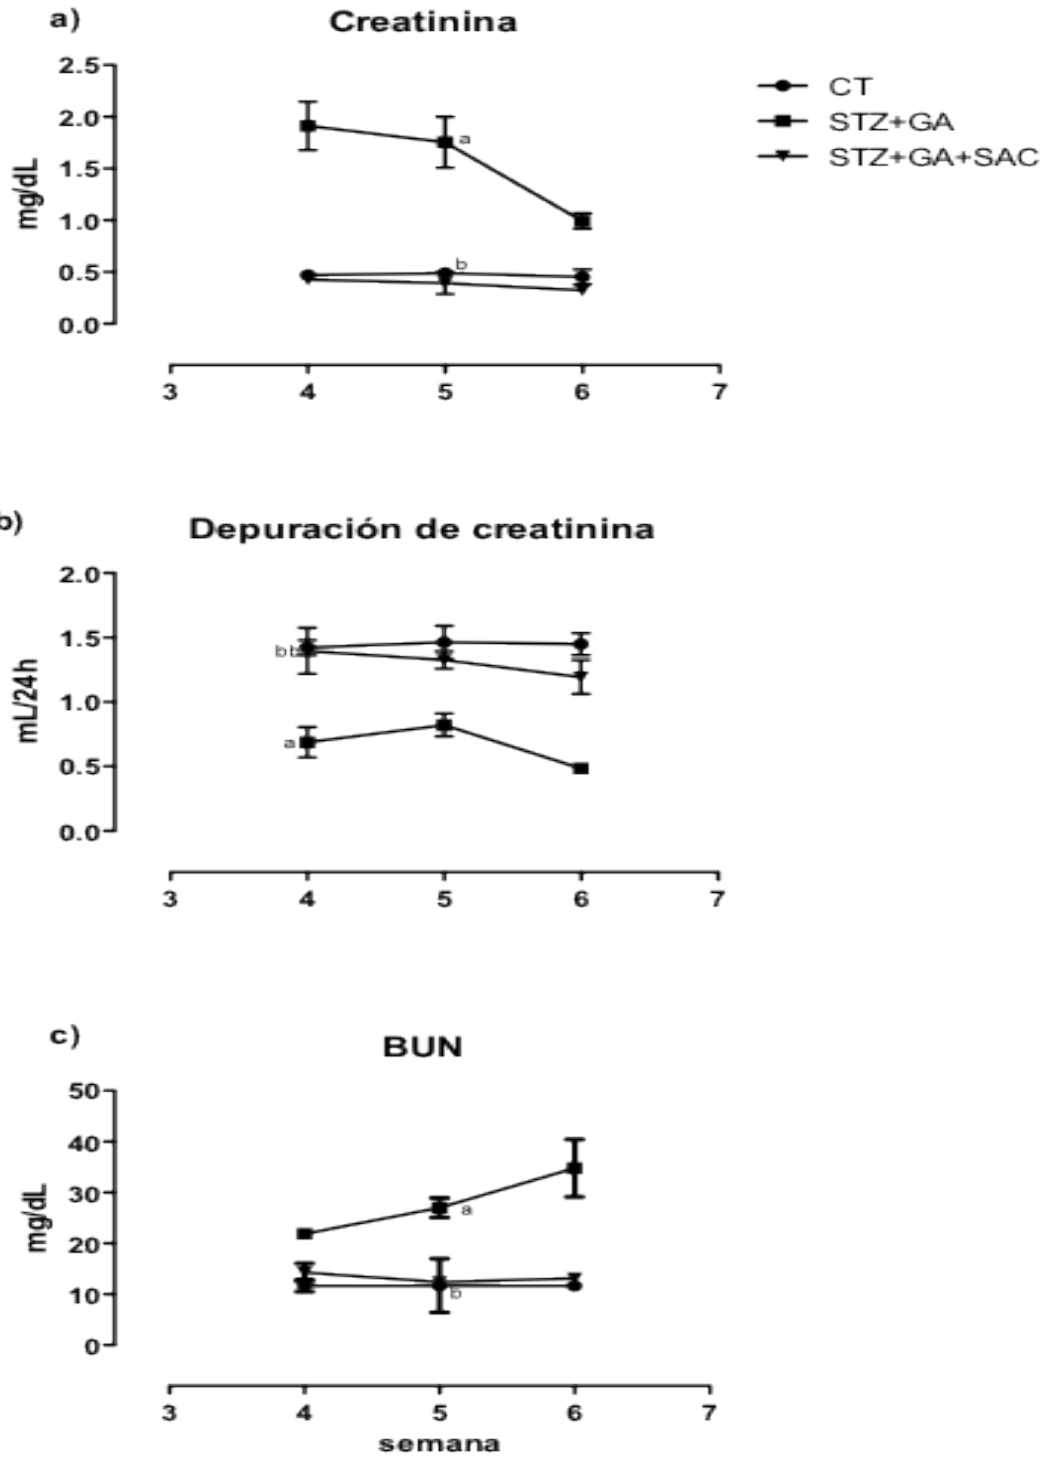 a)
Creatinina
2.5
2.0
1.5
1.0
0.5
0.0
mg/dL
a
b
3 4 5 6 7
CT
STZ+GA
STZ+GA+SAC
b)
Depuración de creatinina
2.0
1.5
1.0
0.5
0.0
mL/24h
bb
a
3 4 5 6 7
c)
BUN
50
40
30
20
10
0
mg/dL
a
b
3 4 5 6 7
semana